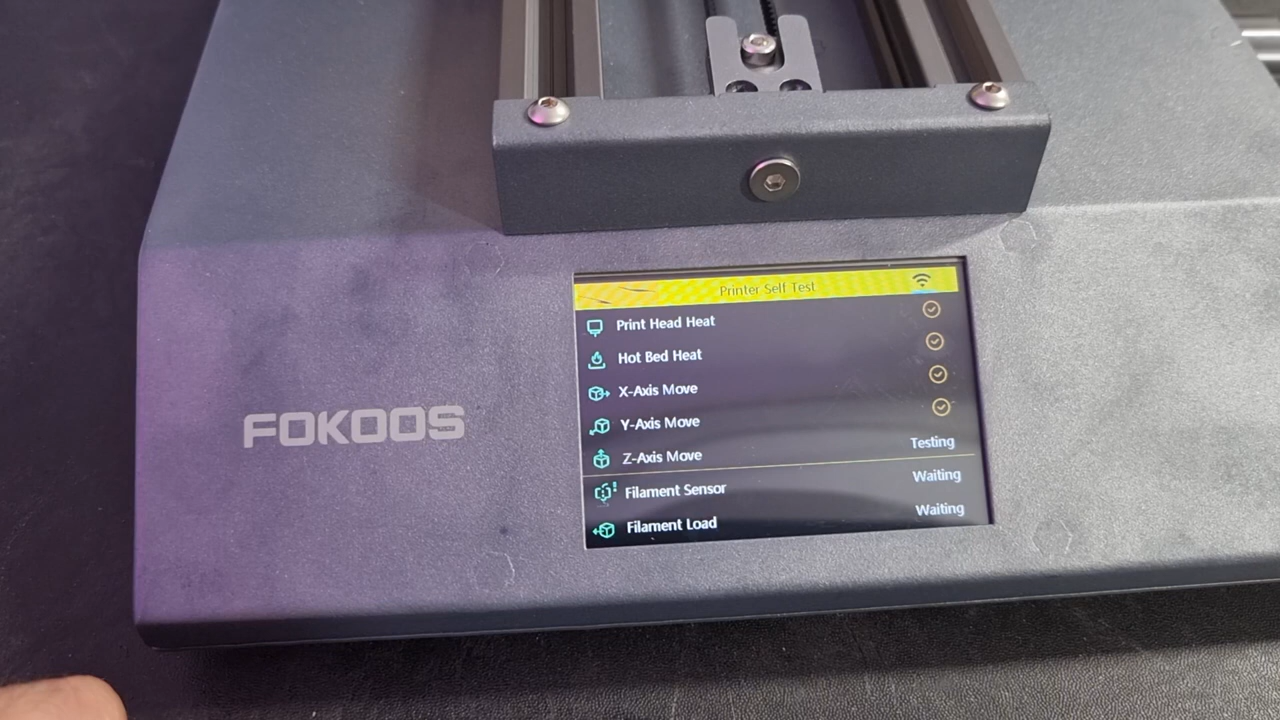 Printer Self Test
Print Head Heat
Hot Bed Heat
X-Axis Move
Y-Axis Move
Z-Axis Move Testing
Filament Sensor Waiting
Filament Load Waiting
FOKOOS